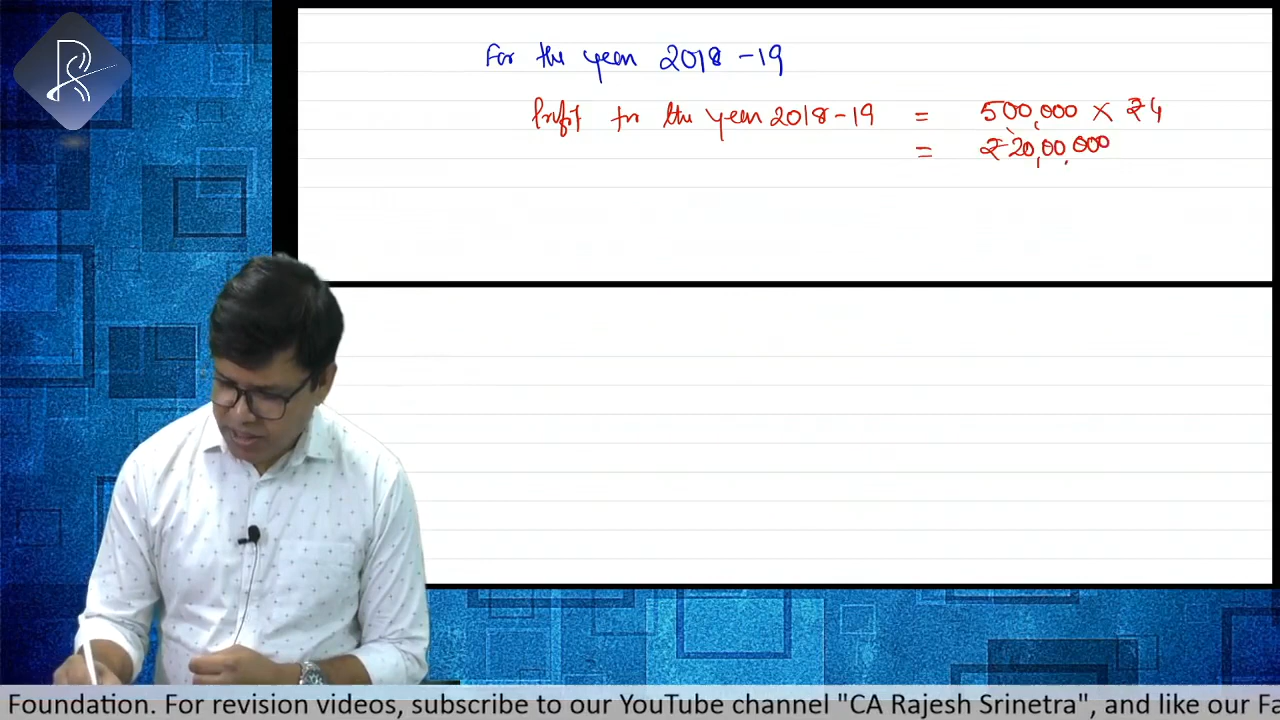 For the year 2018-19
Profit for the year 2018-19 = 500,000 × ₹4
= ₹20,00,000
Foundation. For revision videos, subscribe to our YouTube channel "CA Rajesh Srinetra", and like our Fa